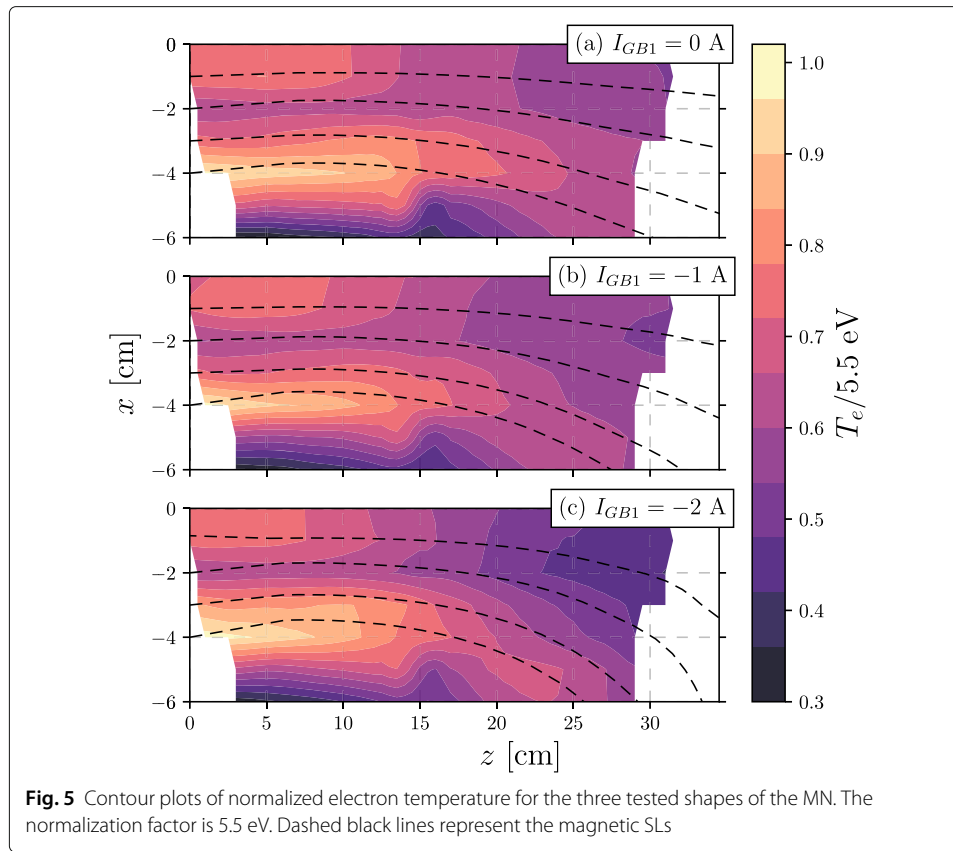 (a) I_{GB1} = 0 A
0
−2
−4
−6
(b) I_{GB1} = −1 A
0
−2
−4
−6
(c) I_{GB1} = −2 A
0
−2
−4
−6
0 5 10 15 20 25 30
x [cm]
z [cm]
1.0
0.9
0.8
0.7
0.6
0.5
0.4
0.3
T_e/5.5 eV
Fig. 5 Contour plots of normalized electron temperature for the three tested shapes of the MN. The
normalization factor is 5.5 eV. Dashed black lines represent the magnetic SLs